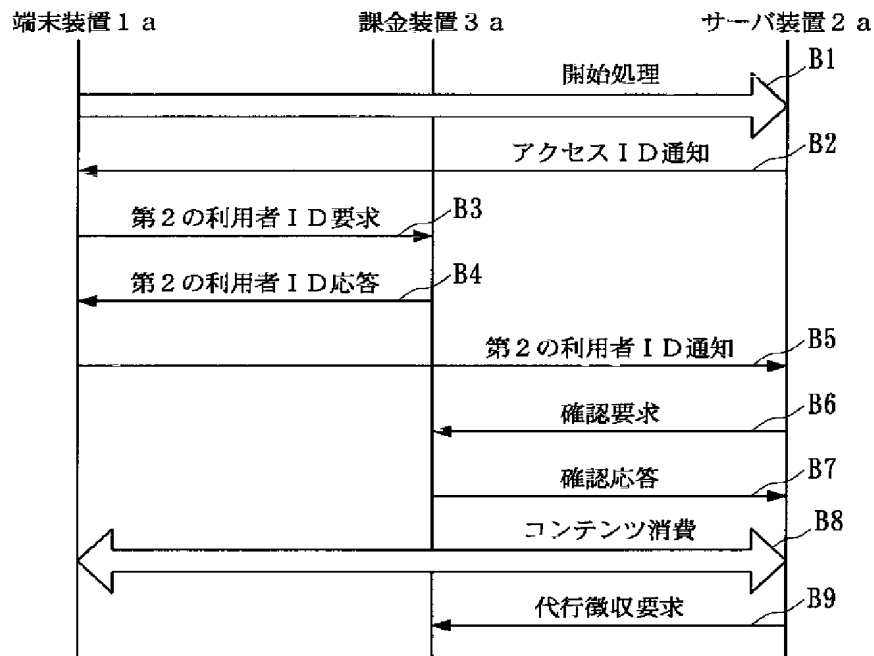 端末装置1a 課金装置3a サーバ装置2a
開始処理 B1
アクセスID通知 B2
第2の利用者ID要求 B3
第2の利用者ID応答 B4
第2の利用者ID通知 B5
確認要求 B6
確認応答 B7
コンテンツ消費 B8
代行徴収要求 B9